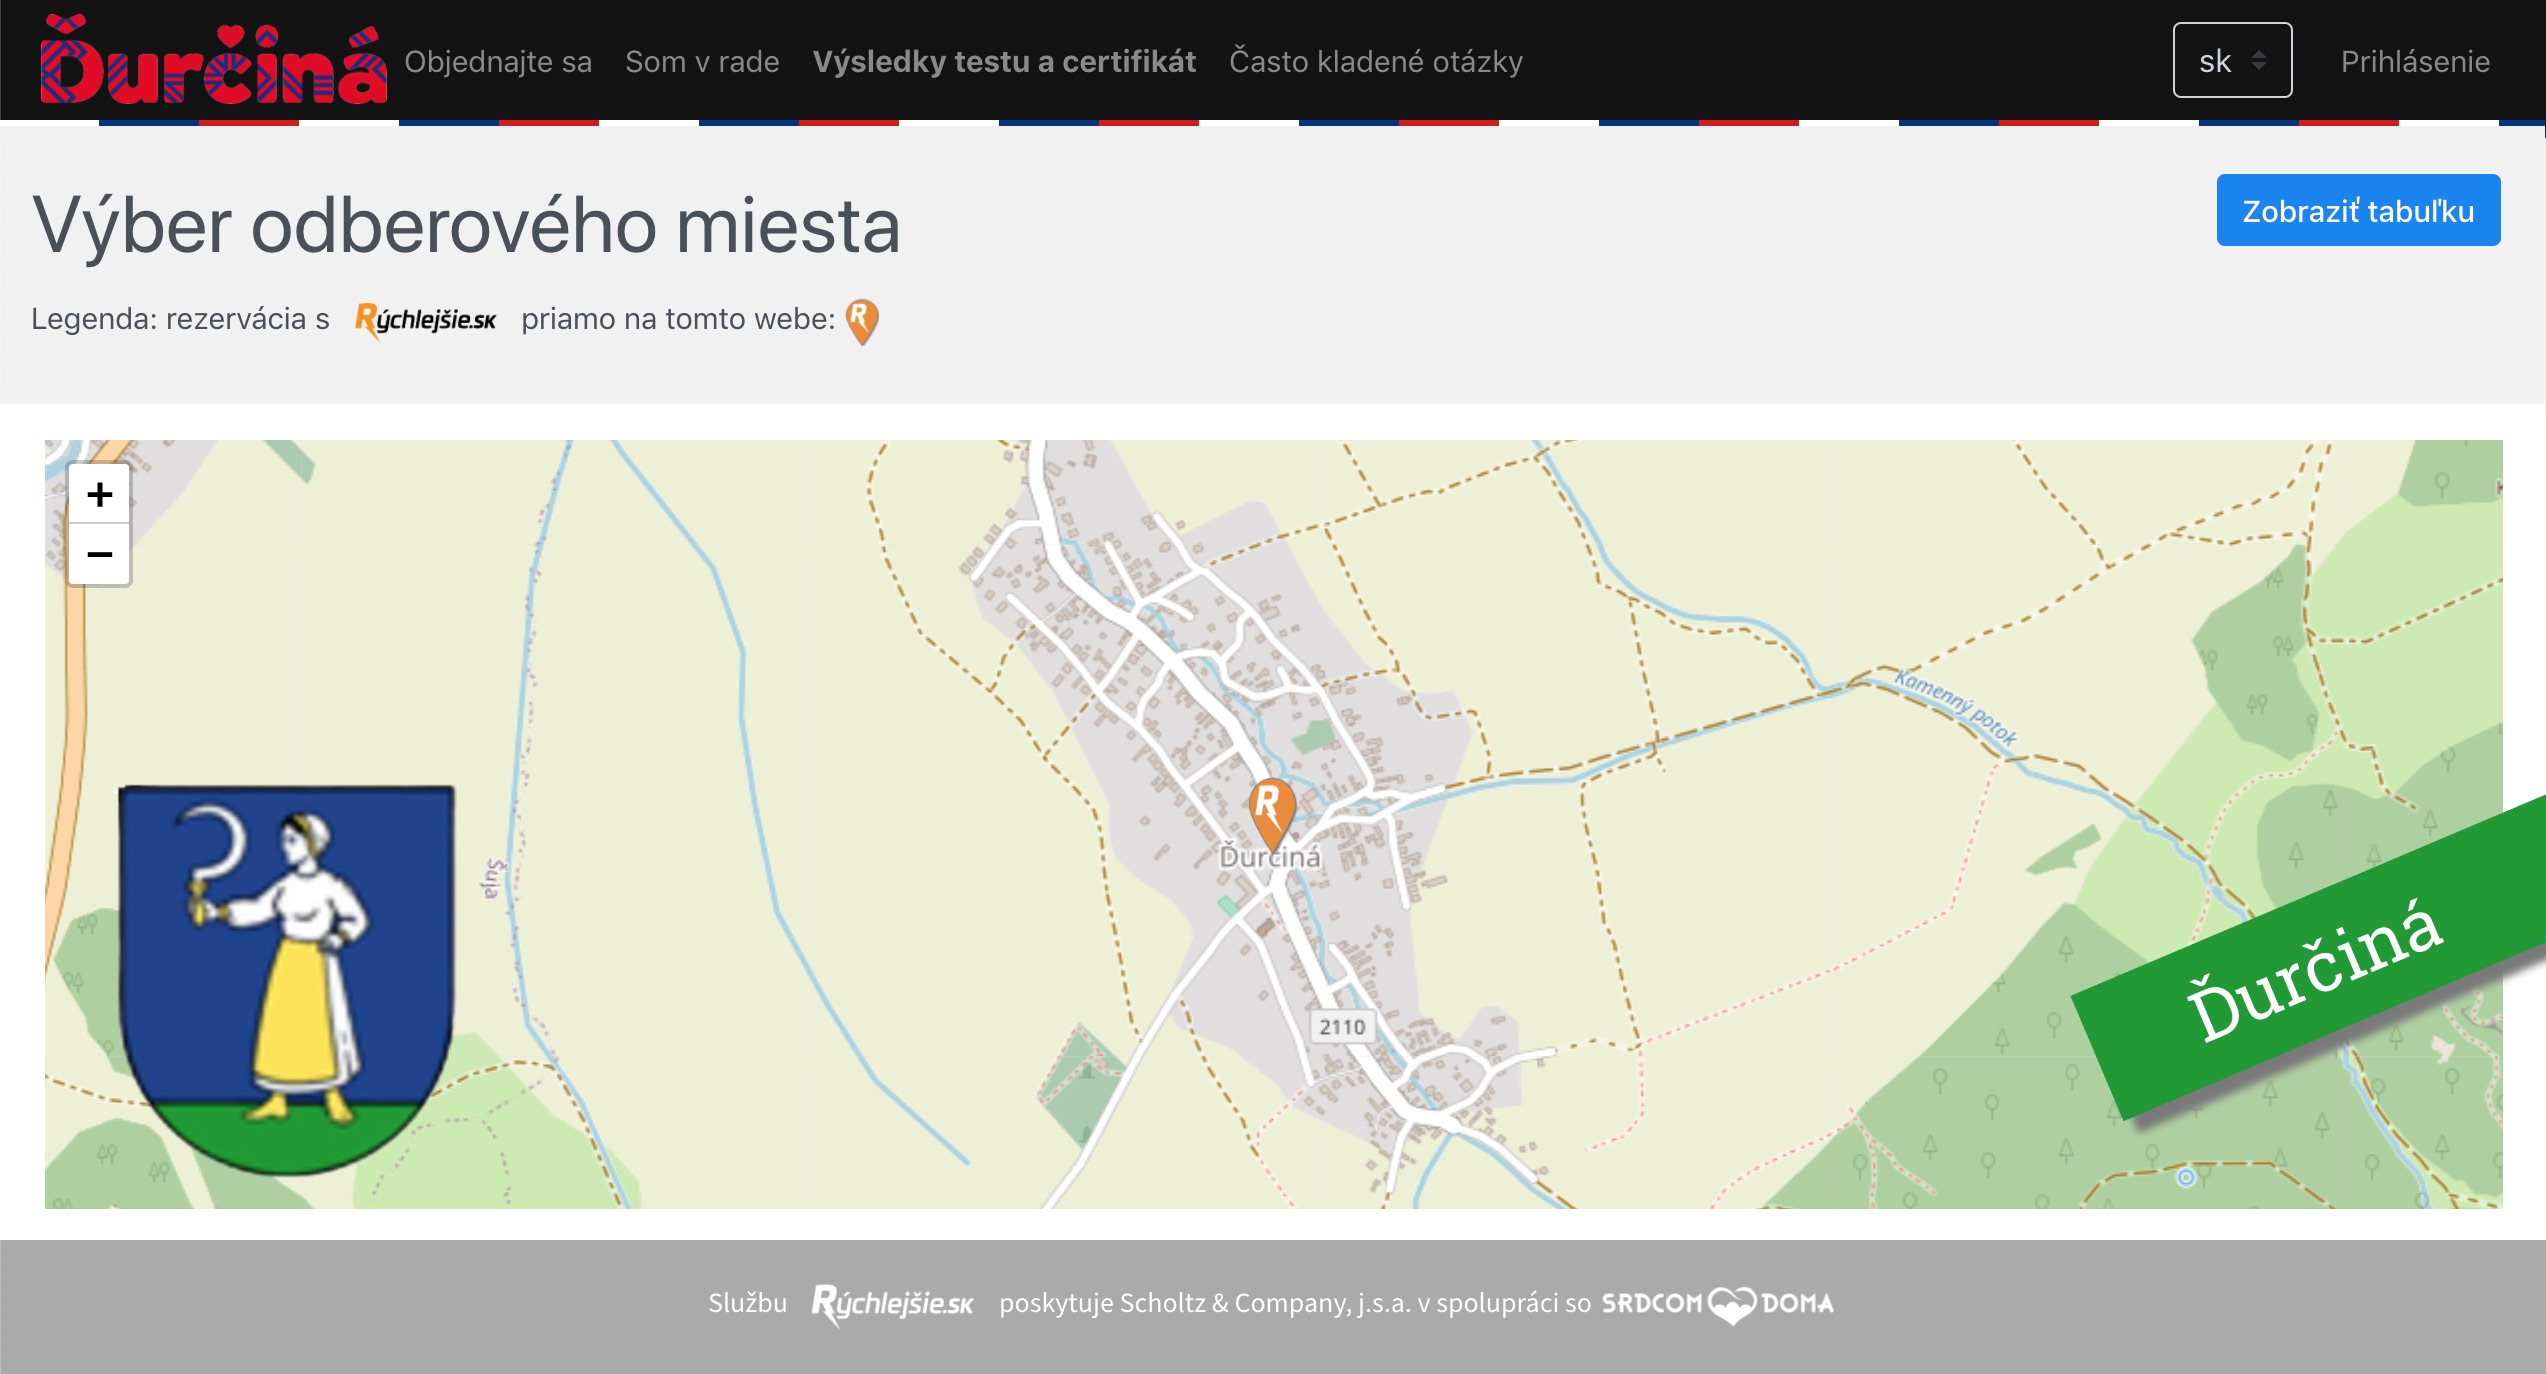 Ďurčiná
Objednajte sa
Som v rade
Výsledky testu a certifikát
Často kladené otázky
sk
Prihlásenie
Výber odberového miesta
Zobraziť tabuľku
Legenda: rezervácia s Rýchlejšie.sk priamo na tomto webe: R
+
−
Kamenný potok
R
Ďurčiná
Šuja
Ďurčiná
2110
Službu Rýchlejšie.sk poskytuje Scholtz & Company, j.s.a. v spolupráci so SRDCOM DOMA